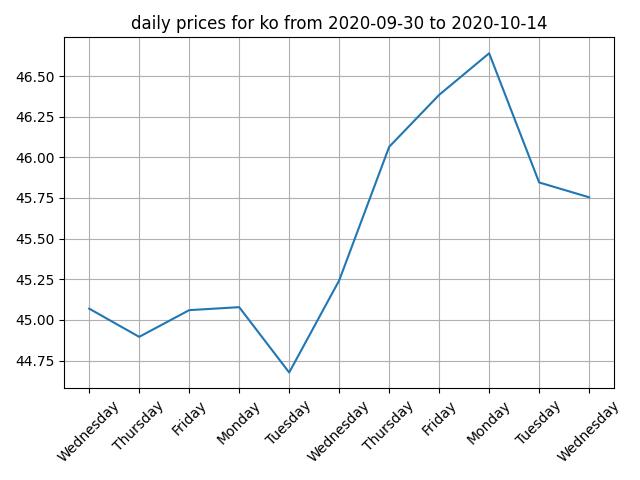 daily prices for ko from 2020-09-30 to 2020-10-14
46.50
46.25
46.00
45.75
45.50
45.25
45.00
44.75
Wednesday
Thursday
Friday
Monday
Tuesday
Wednesday
Thursday
Friday
Monday
Tuesday
Wednesday